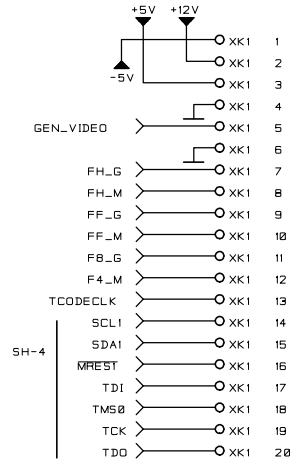 +5V +12V
XK1 1
XK1 2
-5V XK1 3
XK1 4
GEN_VIDEO XK1 5
XK1 6
FH_G XK1 7
FH_M XK1 8
FF_G XK1 9
FF_M XK1 10
F8_G XK1 11
F4_M XK1 12
TCODECLK XK1 13
SCL1 XK1 14
SH-4 SDA1 XK1 15
MREST XK1 16
TDI XK1 17
TMS0 XK1 18
TCK XK1 19
TDO XK1 20